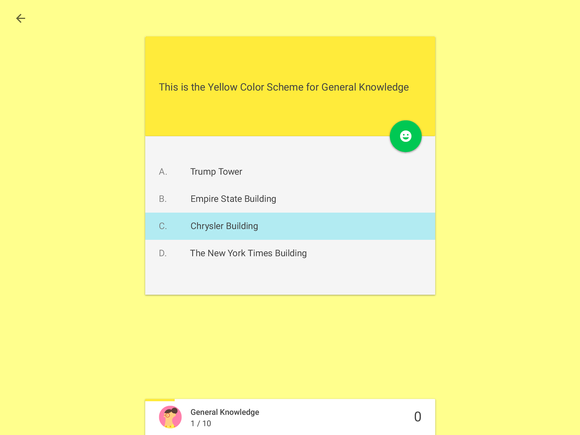 This is the Yellow Color Scheme for General Knowledge
A. Trump Tower
B. Empire State Building
C. Chrysler Building
D. The New York Times Building
General Knowledge
1 / 10
0